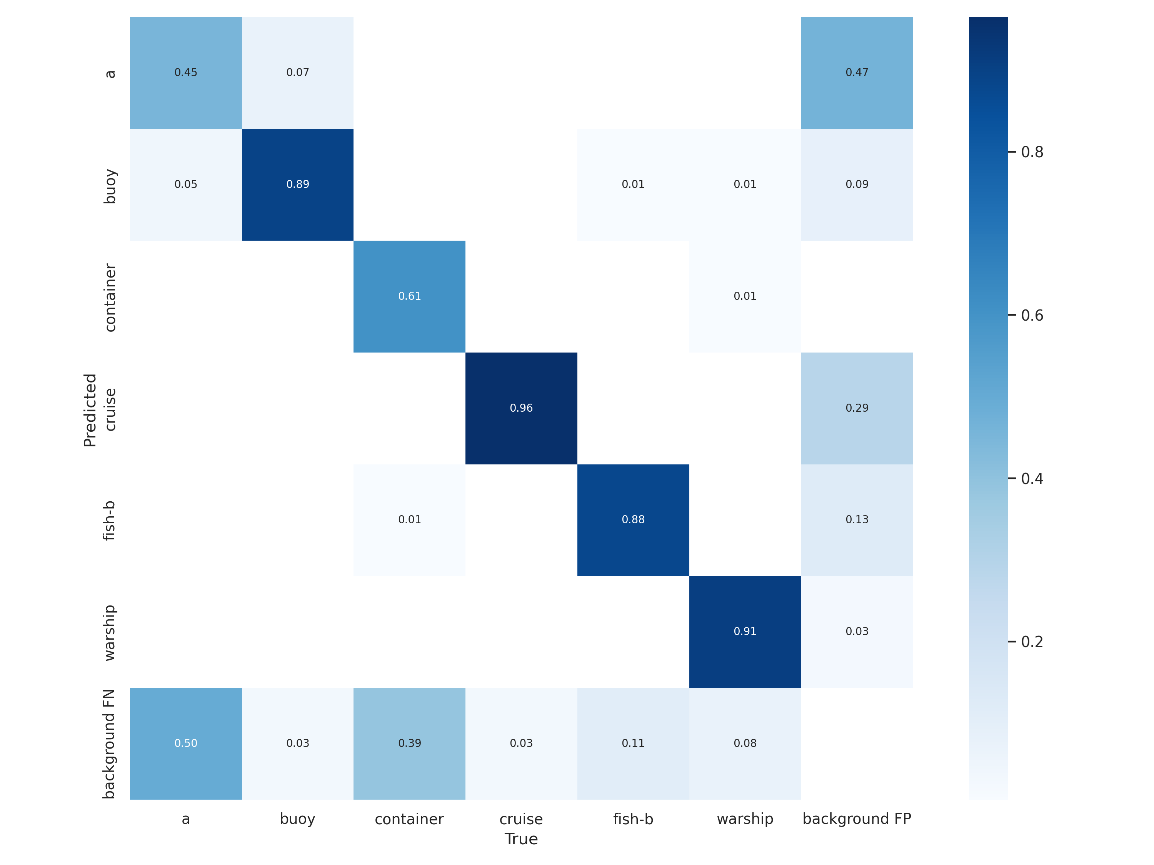 a
0.45 0.07 0.47
buoy
0.05 0.89 0.01 0.01 0.09
0.8
container
0.61 0.01
0.6
Predicted
cruise
0.96 0.29
fish-b
0.01 0.88 0.13
0.4
warship
0.91 0.03
0.2
background FN
0.50 0.03 0.39 0.03 0.11 0.08
a buoy container cruise fish-b warship background FP
True